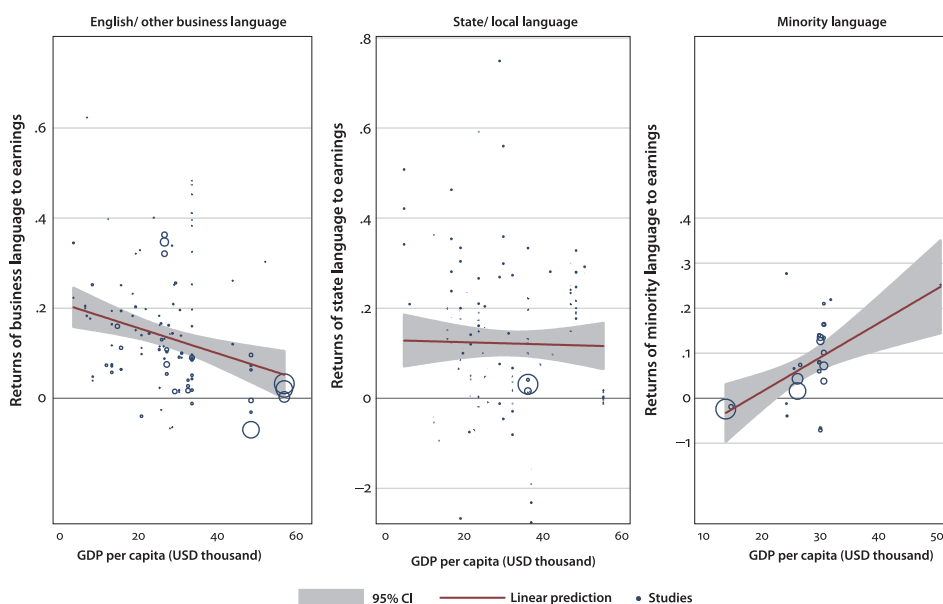 English/ other business language
State/ local language
Minority language
Returns of business language to earnings
.6
.4
.2
0
0
20
40
60
GDP per capita (USD thousand)
Returns of state language to earnings
.8
.6
.4
.2
0
–2
0
20
40
60
GDP per capita (USD thousand)
Returns of minority language to earnings
.4
.3
.2
.1
0
–1
10
20
30
40
50
GDP per capita (USD thousand)
95% CI
Linear prediction
Studies